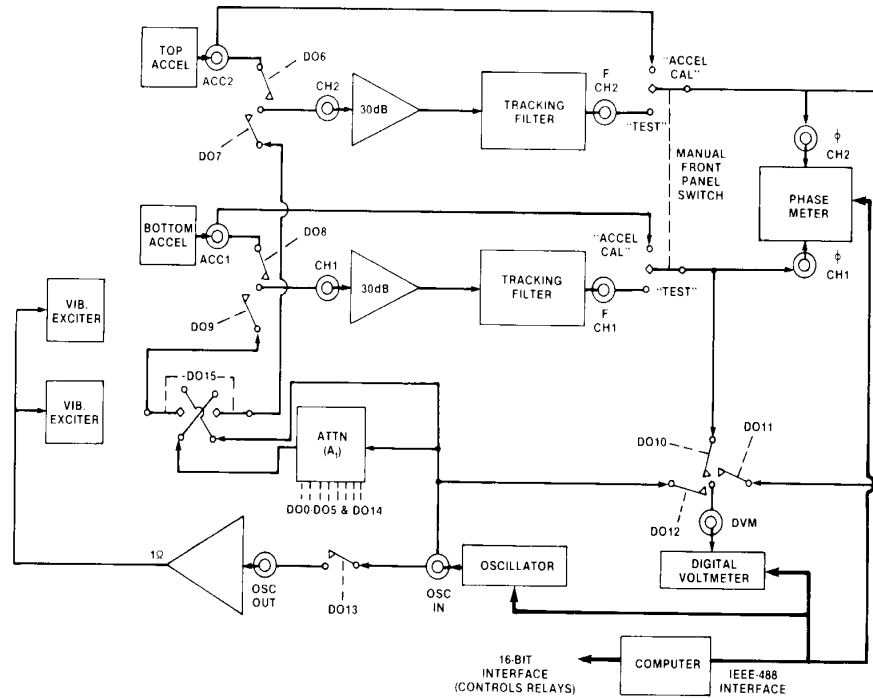 TOP
ACCEL
ACC2
DO6
DO7
CH2
30dB
TRACKING
FILTER
F
CH2
"ACCEL
CAL"
"TEST"
MANUAL
FRONT
PANEL
SWITCH
ϕ
CH2
PHASE
METER
ϕ
CH1
BOTTOM
ACCEL
ACC1
DO8
DO9
CH1
30dB
TRACKING
FILTER
F
CH1
"ACCEL
CAL"
"TEST"
VIB.
EXCITER
VIB.
EXCITER
DO15
ATTN
(A₁)
DO0-DO5 & DO14
DO10
DO11
DO12
DVM
DIGITAL
VOLTMETER
1Ω
OSC
OUT
DO13
OSC
IN
OSCILLATOR
16-BIT
INTERFACE
(CONTROLS RELAYS)
COMPUTER
IEEE-488
INTERFACE